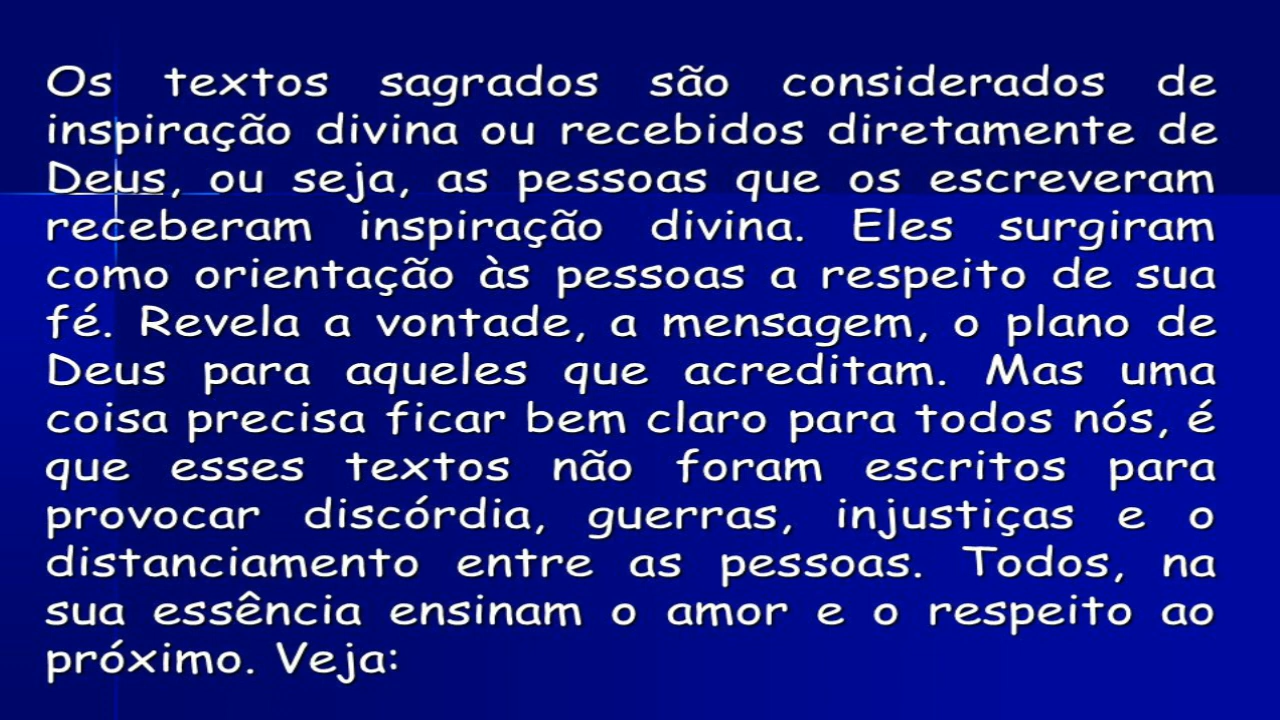 Os textos sagrados são considerados de
inspiração divina ou recebidos diretamente de
Deus, ou seja, as pessoas que os escreveram
receberam inspiração divina. Eles surgiram
como orientação às pessoas a respeito de sua
fé. Revela a vontade, a mensagem, o plano de
Deus para aqueles que acreditam. Mas uma
coisa precisa ficar bem claro para todos nós, é
que esses textos não foram escritos para
provocar discórdia, guerras, injustiças e o
distanciamento entre as pessoas. Todos, na
sua essência ensinam o amor e o respeito ao
próximo. Veja: